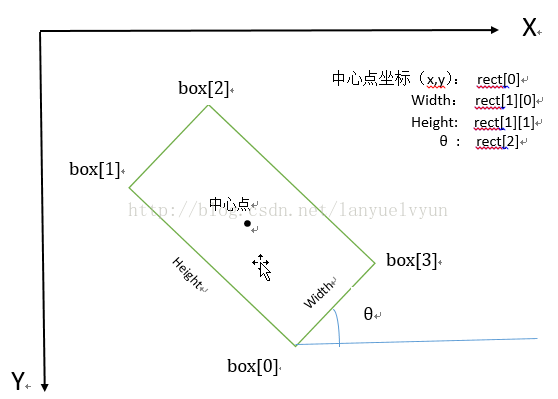 X
中心点坐标（x,y）： rect[0]
Width： rect[1][0]
Height: rect[1][1]
θ ： rect[2]
box[2]
box[1]
中心点
http://blog.csdn.net/lanyuelvyun
box[3]
Height
Width
θ
box[0]
Y